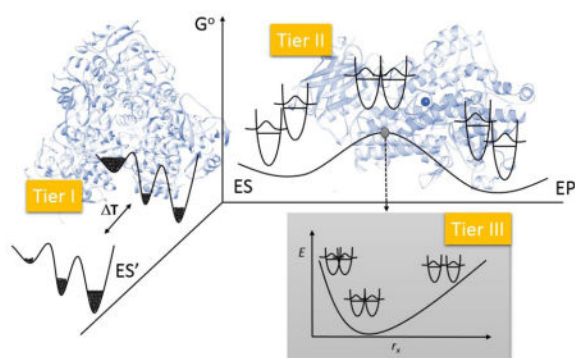 G°
Tier II
Tier I
ES
EP
ΔT
ES'
Tier III
E
rₓ